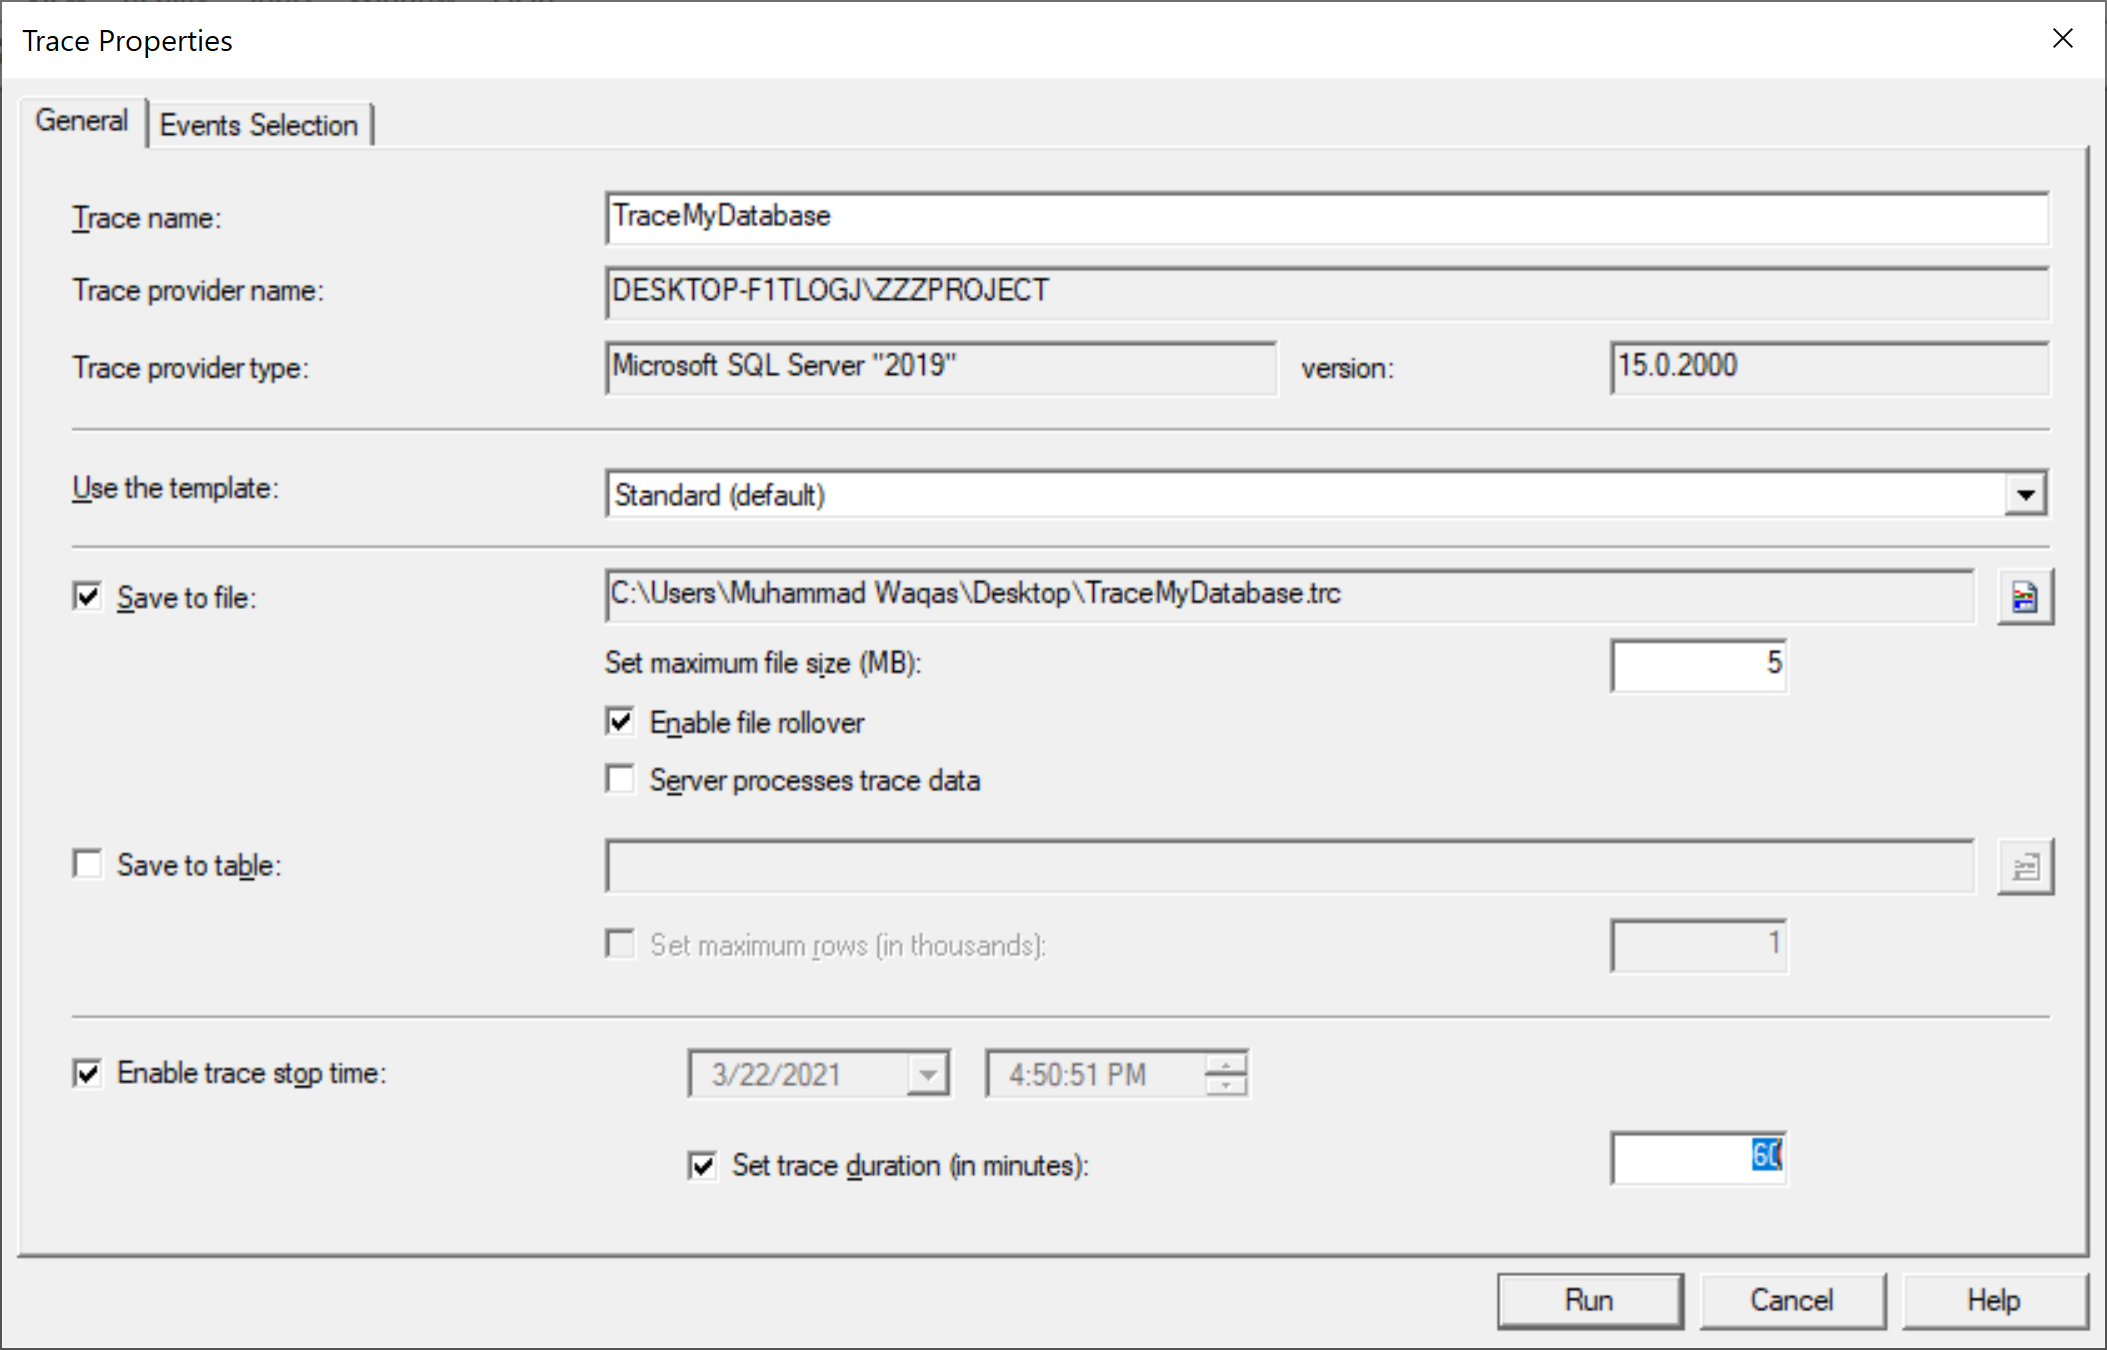 Trace Properties
General Events Selection
Trace name: TraceMyDatabase
Trace provider name: DESKTOP-F1TLOGJ\ZZZPROJECT
Trace provider type: Microsoft SQL Server "2019" version: 15.0.2000
Use the template: Standard (default)
Save to file: C:\Users\Muhammad Waqas\Desktop\TraceMyDatabase.trc
Set maximum file size (MB): 5
Enable file rollover
Server processes trace data
Save to table:
Set maximum rows (in thousands): 1
Enable trace stop time: 3/22/2021 4:50:51 PM
Set trace duration (in minutes): 60
Run Cancel Help